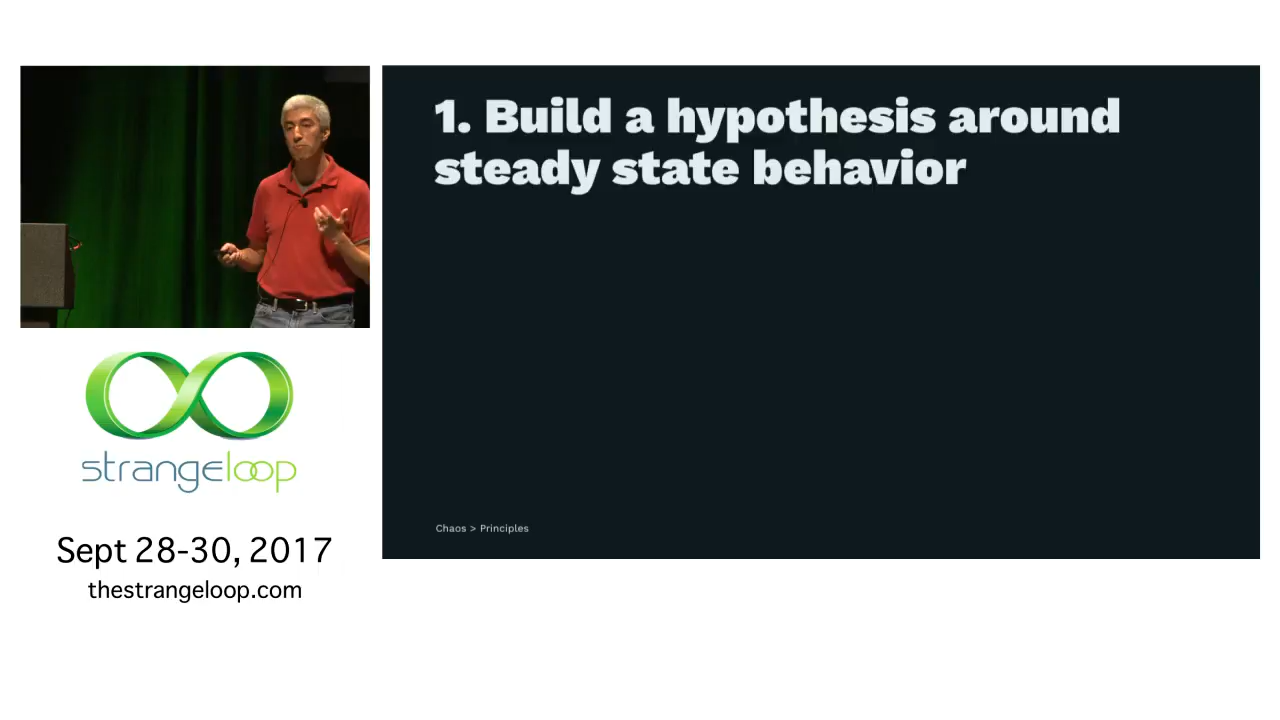 1. Build a hypothesis around
steady state behavior
Chaos > Principles
strangeloop
Sept 28-30, 2017
thestrangeloop.com